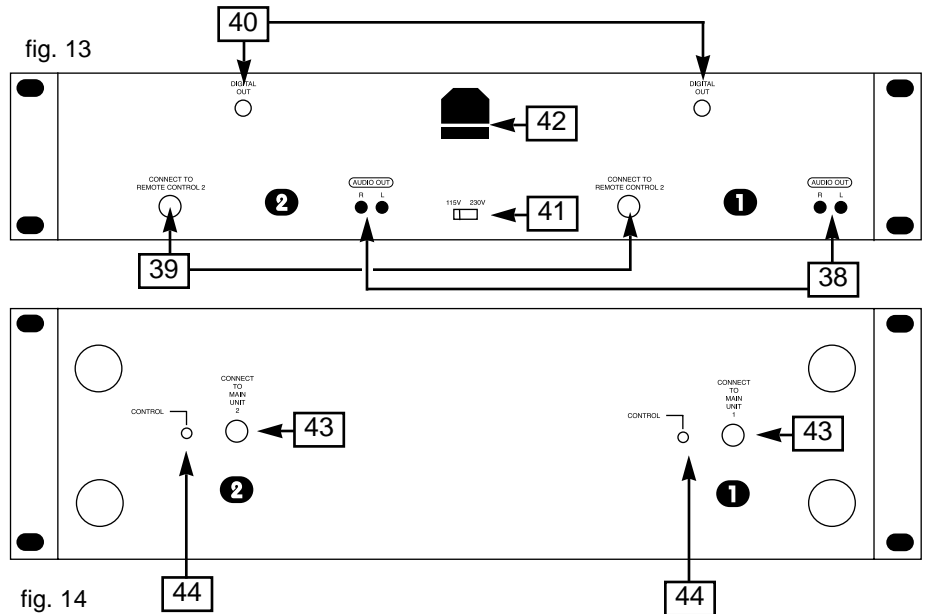 40
fig. 13
DIGITAL
OUT
DIGITAL
OUT
42
CONNECT TO
REMOTE CONTROL 2
2
AUDIO OUT
R L
115V 230V
41
CONNECT TO
REMOTE CONTROL 2
1
AUDIO OUT
R L
39
38
CONNECT
TO
MAIN
UNIT
2
CONTROL
43
2
CONNECT
TO
MAIN
UNIT
1
CONTROL
43
1
fig. 14
44
44